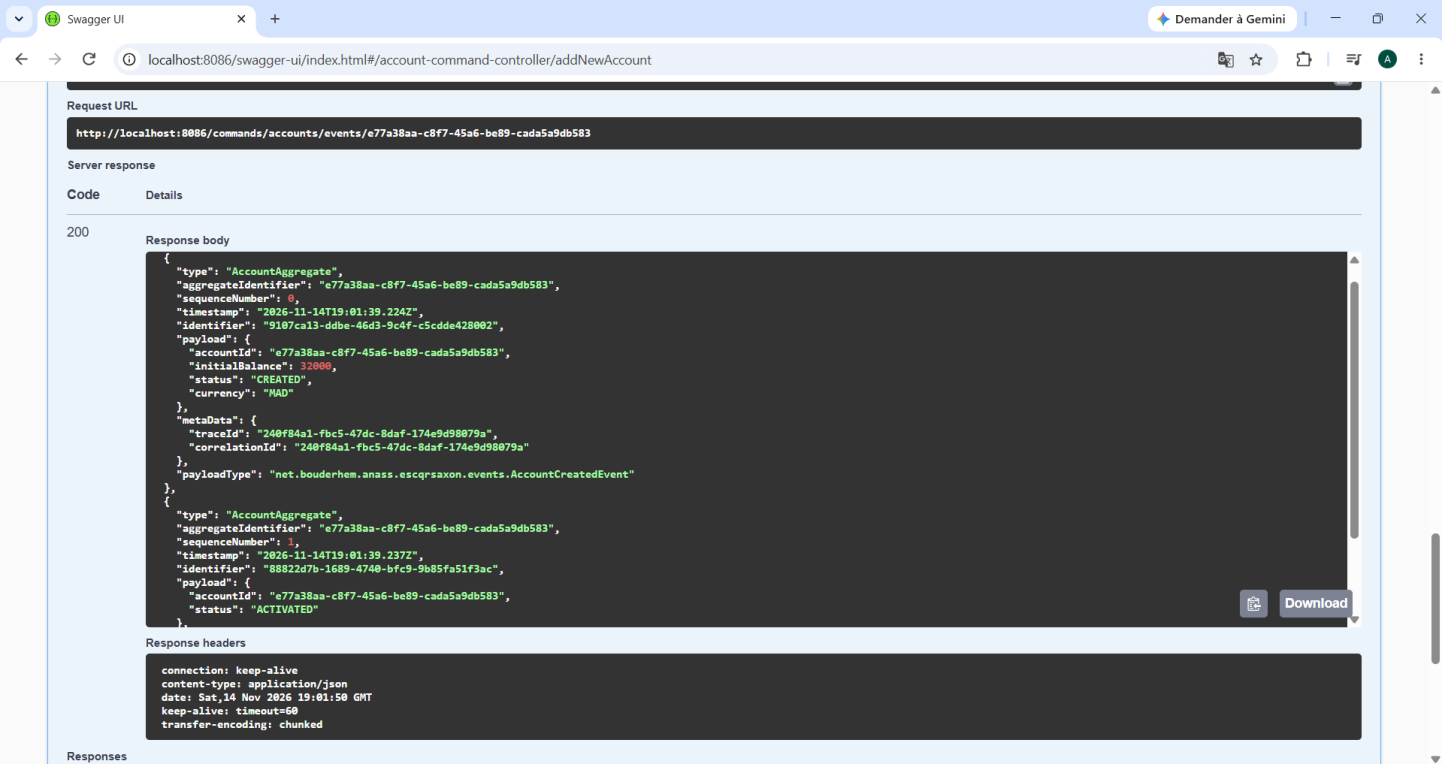 Swagger UI
Demander à Gemini
localhost:8086/swagger-ui/index.html#/account-command-controller/addNewAccount
A
Request URL
http://localhost:8086/commands/accounts/events/e77a38aa-c8f7-45a6-be89-cada5a9db583
Server response
Code Details
200
Response body
{
"type": "AccountAggregate",
"aggregateIdentifier": "e77a38aa-c8f7-45a6-be89-cada5a9db583",
"sequenceNumber": 0,
"timestamp": "2026-11-14T19:01:39.224Z",
"identifier": "9107ca13-ddbe-46d3-9c4f-c5cdde428002",
"payload": {
"accountId": "e77a38aa-c8f7-45a6-be89-cada5a9db583",
"initialBalance": 32000,
"status": "CREATED",
"currency": "MAD"
},
"metaData": {
"traceId": "240f84a1-fbc5-47dc-8daf-174e9d98079a",
"correlationId": "240f84a1-fbc5-47dc-8daf-174e9d98079a"
},
"payloadType": "net.bouderhem.anass.escqrsaxon.events.AccountCreatedEvent"
},
{
"type": "AccountAggregate",
"aggregateIdentifier": "e77a38aa-c8f7-45a6-be89-cada5a9db583",
"sequenceNumber": 1,
"timestamp": "2026-11-14T19:01:39.237Z",
"identifier": "88822d7b-1689-4740-bfc9-9b85fa51f3ac",
"payload": {
"accountId": "e77a38aa-c8f7-45a6-be89-cada5a9db583",
"status": "ACTIVATED"
},
Download
Response headers
connection: keep-alive
content-type: application/json
date: Sat,14 Nov 2026 19:01:50 GMT
keep-alive: timeout=60
transfer-encoding: chunked
Responses